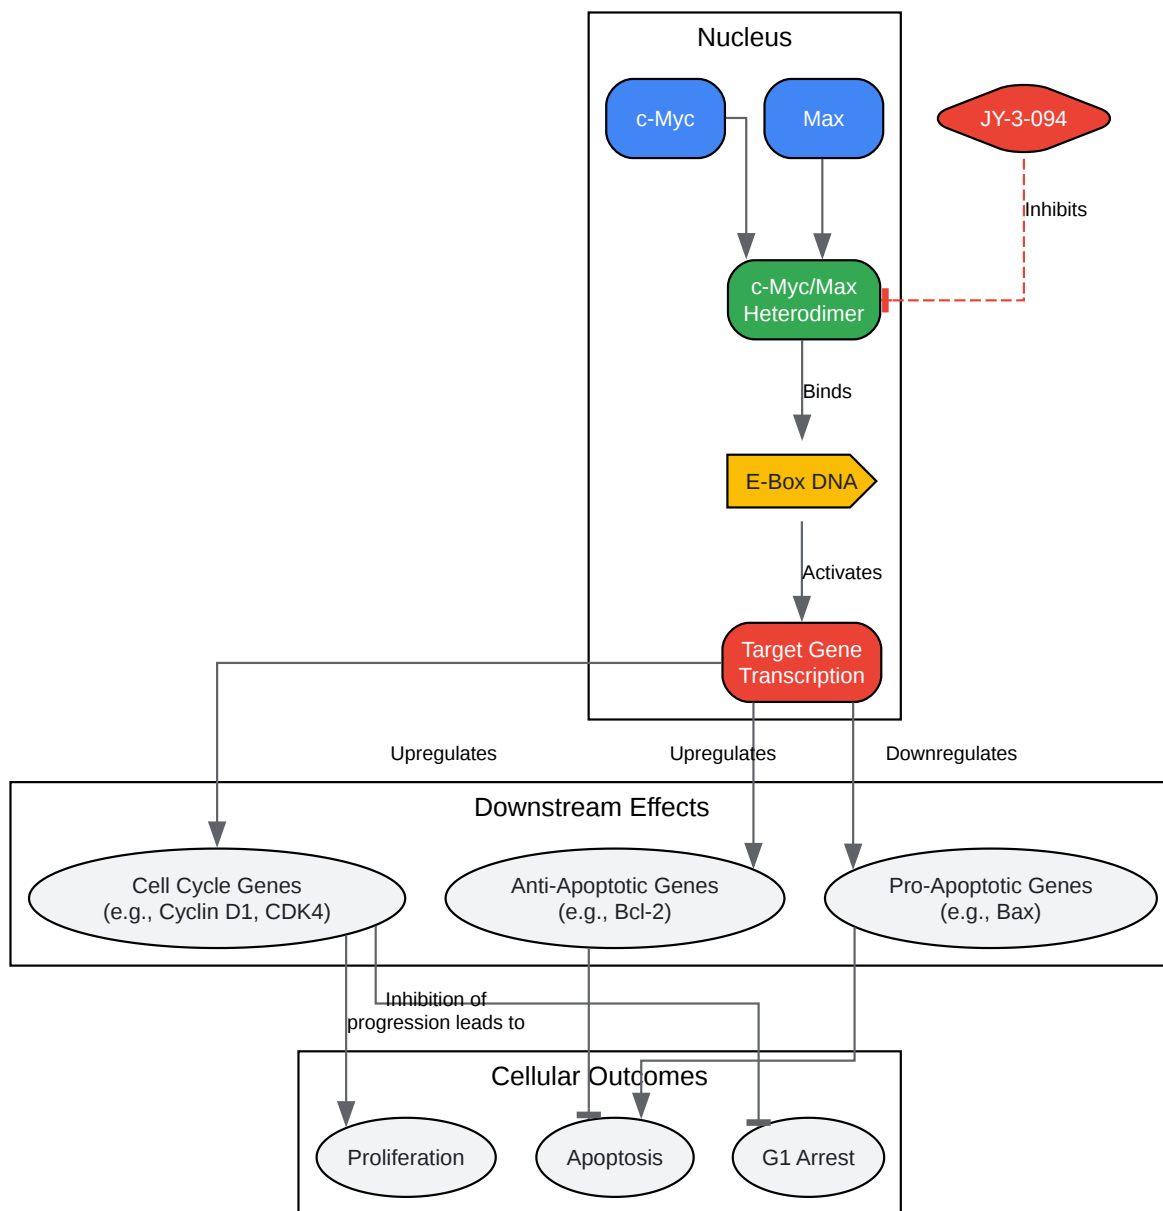 Nucleus
c-Myc
Max
JY-3-094
Inhibits
c-Myc/Max
Heterodimer
Binds
E-Box DNA
Activates
Target Gene
Transcription
Upregulates
Upregulates
Downregulates
Downstream Effects
Cell Cycle Genes
(e.g., Cyclin D1, CDK4)
Anti-Apoptotic Genes
(e.g., Bcl-2)
Pro-Apoptotic Genes
(e.g., Bax)
Inhibition of
progression leads to
Cellular Outcomes
Proliferation
Apoptosis
G1 Arrest